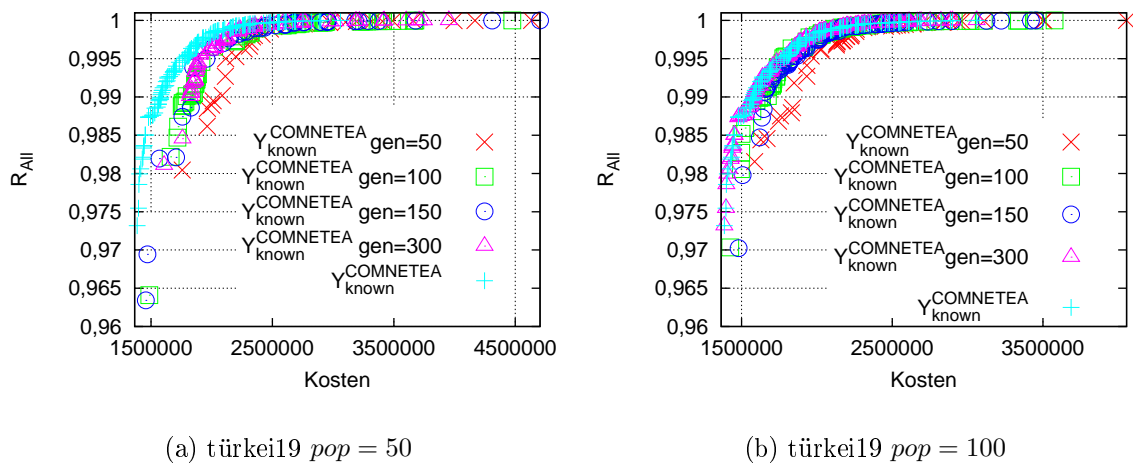 1
0,995
0,99
0,985
0,98
0,975
0,97
0,965
0,96
R_All
Y_known^COMNETEA gen=50
Y_known^COMNETEA gen=100
Y_known^COMNETEA gen=150
Y_known^COMNETEA gen=300
Y_known^COMNETEA
1500000 2500000 3500000 4500000
Kosten
(a) türkei19 pop = 50
1
0,995
0,99
0,985
0,98
0,975
0,97
0,965
0,96
R_All
Y_known^COMNETEA gen=50
Y_known^COMNETEA gen=100
Y_known^COMNETEA gen=150
Y_known^COMNETEA gen=300
Y_known^COMNETEA
1500000 2500000 3500000
Kosten
(b) türkei19 pop = 100